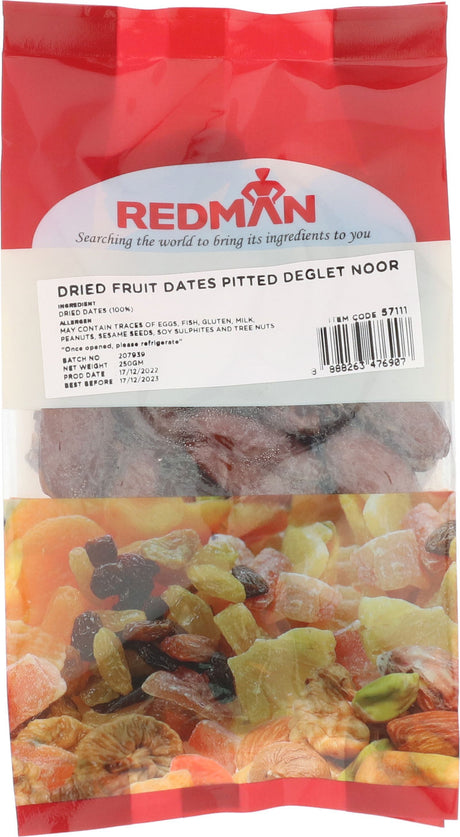 REDMAN
Searching the world to bring its ingredients to you
DRIED FRUIT DATES PITTED DEGLET NOOR
INGREDIENT
DRIED DATES (100%)
ALLERGEN
MAY CONTAIN TRACES OF EGGS, FISH, GLUTEN, MILK,
PEANUTS, SESAME SEEDS, SOY SULPHITES AND TREE NUTS
"Once opened, please refrigerate"
BATCH NO 207939
NET WEIGHT 250GM
PROD DATE 17/12/2022
BEST BEFORE 17/12/2023
ITEM CODE 57111
8 888263 476907